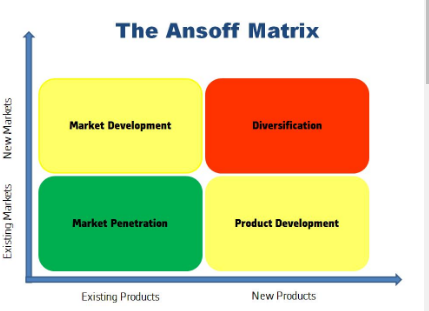 The Ansoff Matrix
New Markets
Market Development
Diversification
Existing Markets
Market Penetration
Product Development
Existing Products
New Products